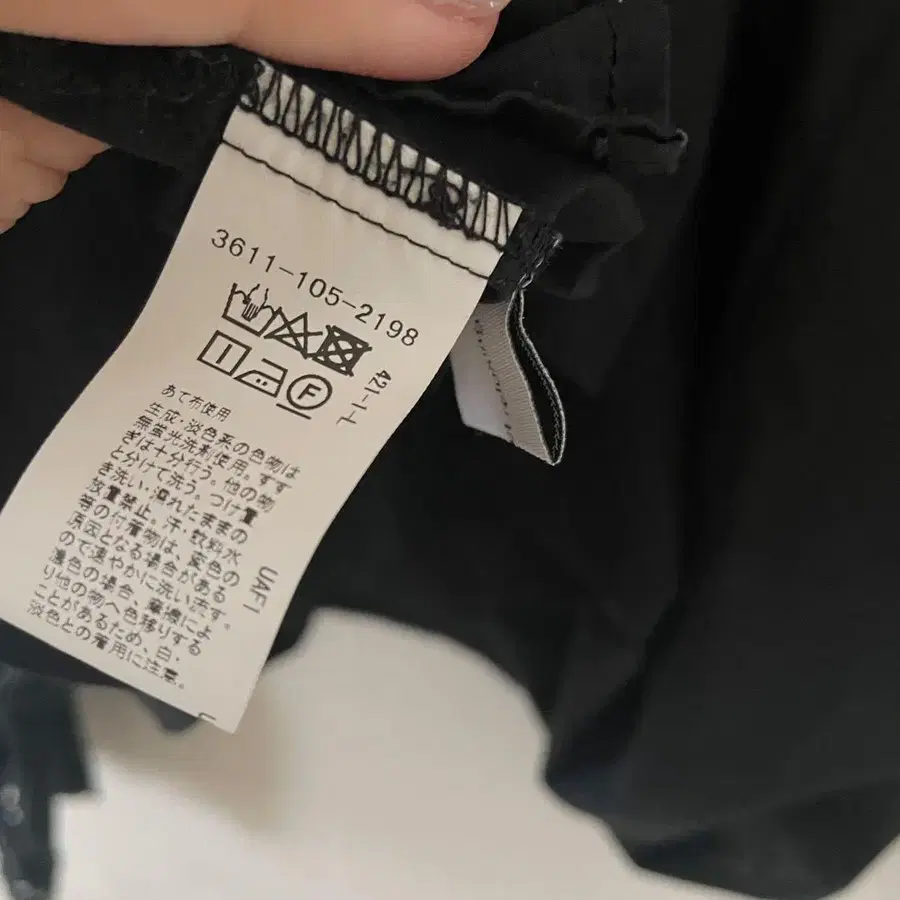 3611-105-2198
F
42-1-L
あて布使用
生成・淡色系の色物は
無蛍光洗剤使用。すす
ぎは十分行う。他の物
と分けて洗う。つけ置
き洗い・濡れたままの
放置禁止。汗・飲料水
等の付着物は、変色の
原因となる場合がある
ので速やかに洗い流す。
濃色の場合、摩擦によ
り他の物へ色移りする
ことがあるため、白・
淡色との着用に注意。
UAF1